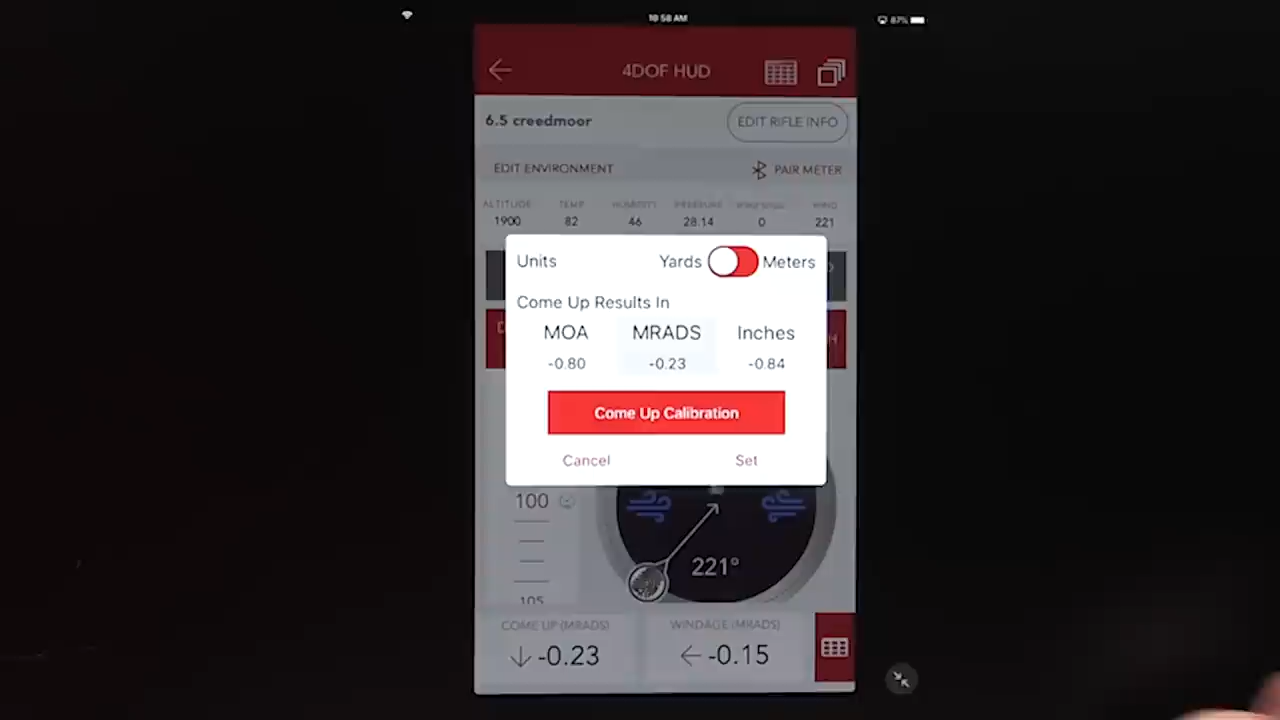 10:58 AM
87%
4DOF HUD
6.5 creedmoor
EDIT RIFLE INFO
EDIT ENVIRONMENT
PAIR METER
ALTITUDE TEMP HUMIDITY PRESSURE WIND
1900 82 46 28.14 0 221
Units Yards Meters
Come Up Results In
MOA MRADS Inches
-0.80 -0.23 -0.84
Come Up Calibration
Cancel Set
100
221°
105
COME UP (MRADS) WINDAGE (MRADS)
-0.23 -0.15